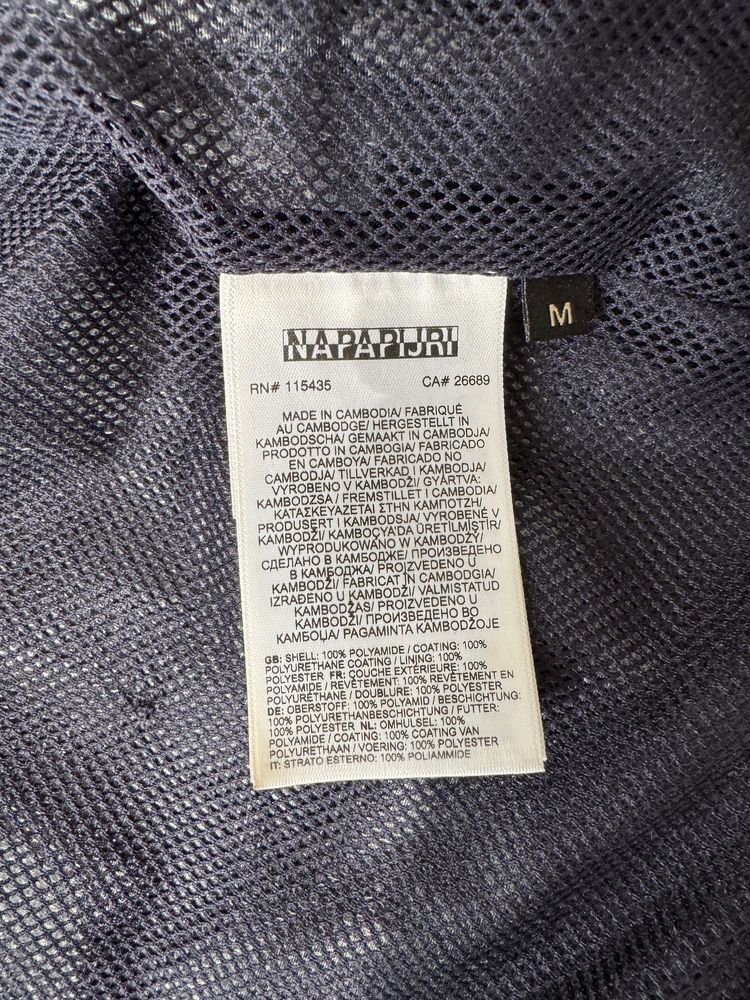 NAPAPIJRI
M
RN# 115435 CA# 26689
MADE IN CAMBODIA/ FABRIQUÉ
AU CAMBODGE/ HERGESTELLT IN
KAMBODSCHA/ GEMAAKT IN CAMBODJA/
PRODOTTO IN CAMBOGIA/ FABRICADO
EN CAMBOYA/ FABRICADO NO
CAMBODJA/ TILLVERKAD I KAMBODJA/
VYROBENO V KAMBODŽI/ GYÁRTVA:
KAMBODZSA/ FREMSTILLET I CAMBODIA/
ΚΑΤΑΣΚΕΥΑΖΕΤΑΙ ΣΤΗΝ ΚΑΜΠΟΤΖΗ/
PRODUSERT I KAMBODSJA/ VYROBENÉ V
KAMBODŽI/ KAMBOÇYA'DA ÜRETILMIŞTIR/
WYPRODUKOWANO W KAMBODŻY/
СДЕЛАНО В КАМБОДЖЕ/ ПРОИЗВЕДЕНО
В КАМБОДЖА/ PROIZVEDENO U
KAMBODŽI/ FABRICAT ÎN CAMBODGIA/
IZRAĐENO U KAMBODŽI/ VALMISTATUD
KAMBODŽAS/ PROIZVEDENO U
KAMBODŽI/ ПРОИЗВЕДЕНО ВО
КАМБОЏА/ PAGAMINTA KAMBODŽOJE
GB: SHELL: 100% POLYAMIDE / COATING: 100%
POLYURETHANE COATING / LINING: 100%
POLYESTER FR: COUCHE EXTÉRIEURE: 100%
POLYAMIDE / REVÊTEMENT: 100% REVÊTEMENT EN
POLYURÉTHANE / DOUBLURE: 100% POLYESTER
DE: OBERSTOFF: 100% POLYAMID / BESCHICHTUNG:
100% POLYURETHANBESCHICHTUNG / FUTTER:
100% POLYESTER NL: OMHULSEL: 100%
POLYAMIDE / COATING: 100% COATING VAN
POLYURETHAAN / VOERING: 100% POLYESTER
IT: STRATO ESTERNO: 100% POLIAMMIDE